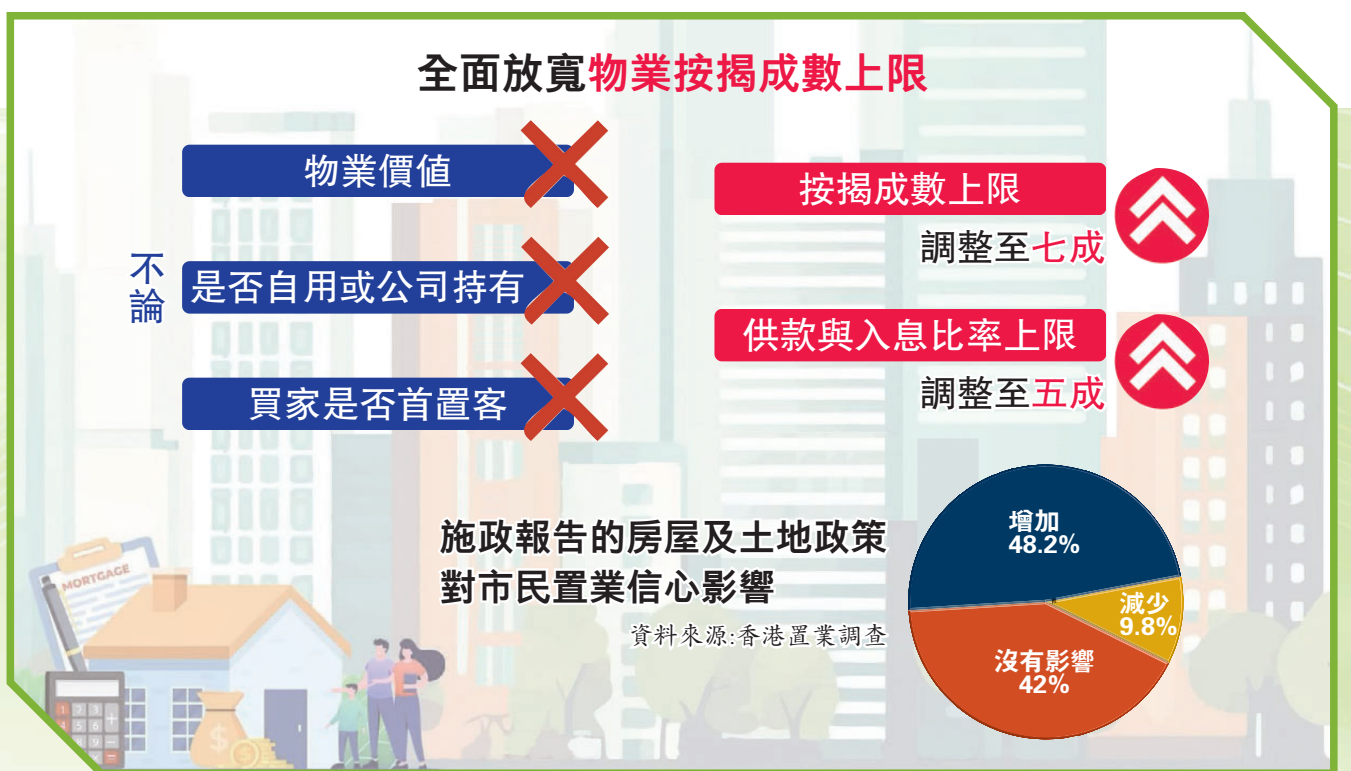 全面放寬物業按揭成數上限
不論
物業價值
是否自用或公司持有
買家是否首置客
按揭成數上限
調整至七成
供款與入息比率上限
調整至五成
施政報告的房屋及土地政策
對市民置業信心影響
資料來源:香港置業調查
增加
48.2%
減少
9.8%
沒有影響
42%
MORTGAGE